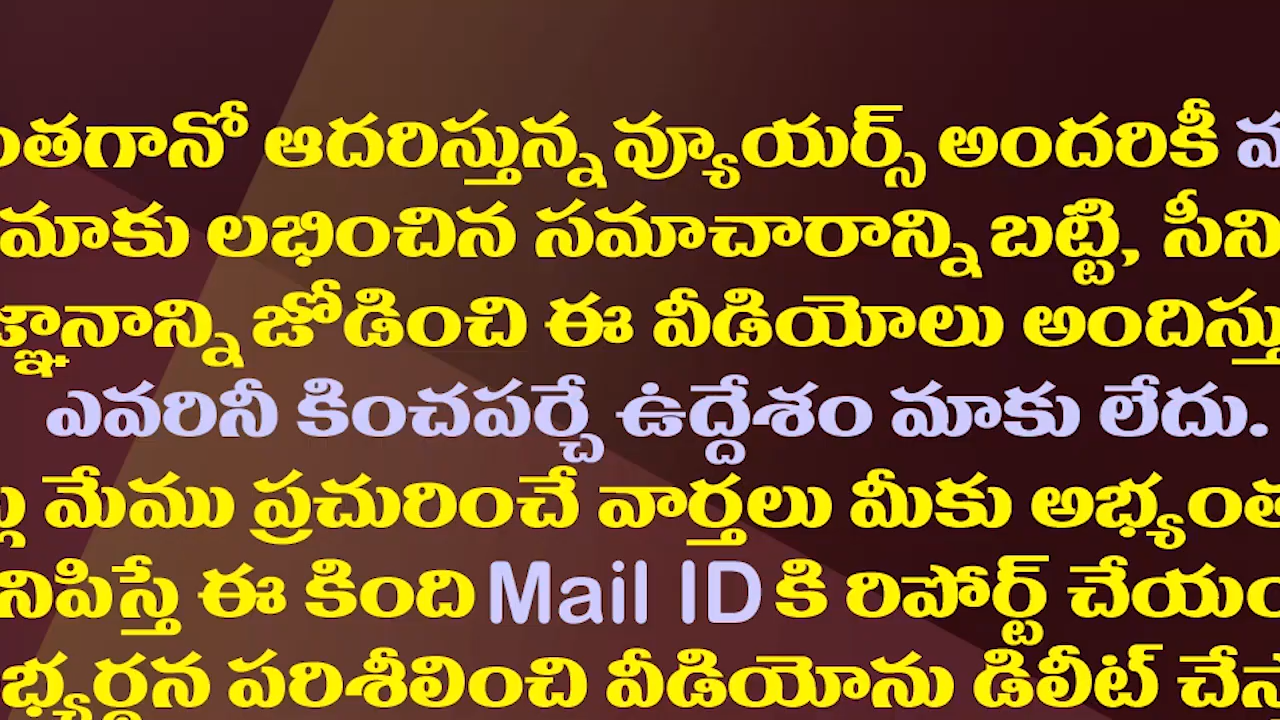 ంతగానో ఆదరిస్తున్న వ్యూయర్స్ అందరికీ
మాకు లభించిన సమాచారాన్ని బట్టి, సీని
జ్ఞానాన్ని జోడించి ఈ వీడియోలు అందిస్తు
ఎవరినీ కించపర్చే ఉద్దేశం మాకు లేదు.
మేము ప్రచురించే వార్తలు మీకు అభ్యంత
నిపిస్తే ఈ కింది Mail ID కి రిపోర్ట్ చేయం
భ్యర్థన పరిశీలించి వీడియోను డిలీట్ చేస